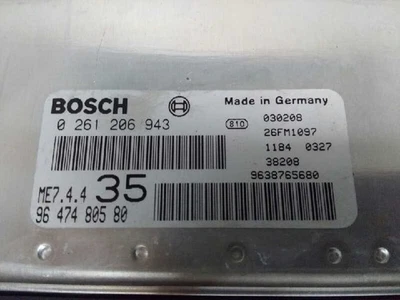 BOSCH
Made in Germany
0 261 206 943
810
030208
26FM1097
1184 0327
38208
9638765680
ME7.4.4 35
96 474 805 80